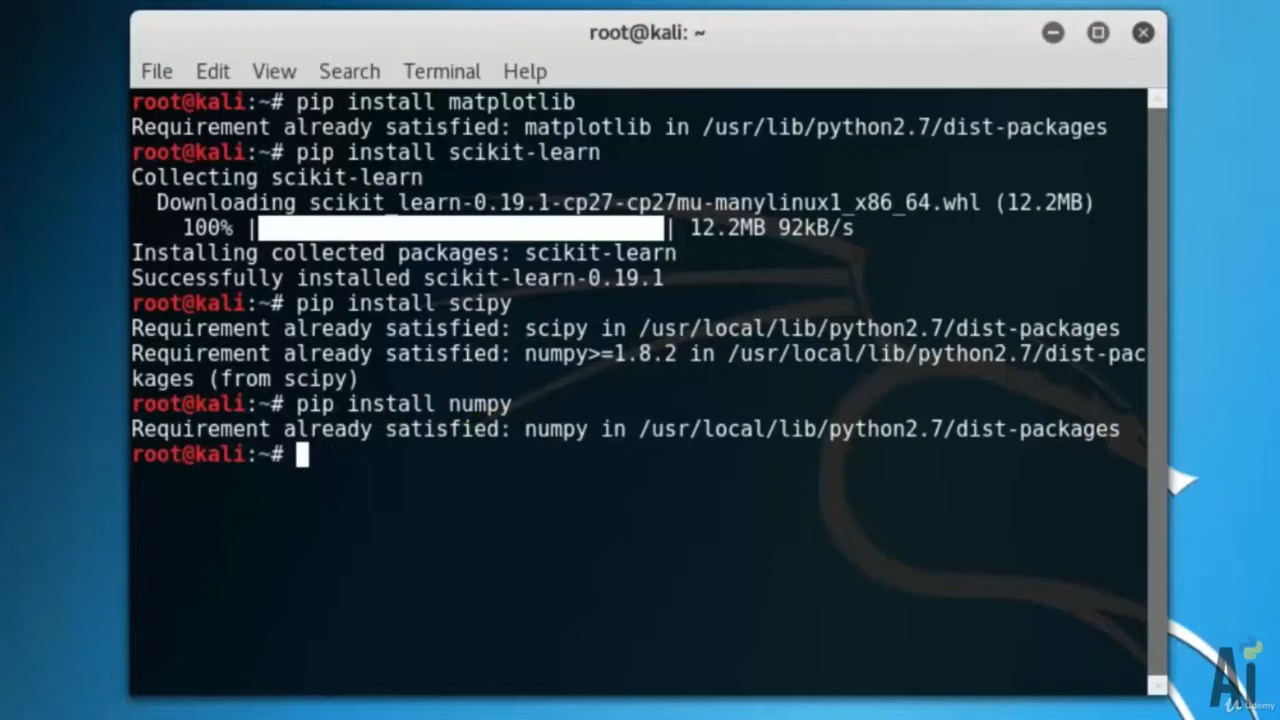 root@kali: ~
File Edit View Search Terminal Help
root@kali:~# pip install matplotlib
Requirement already satisfied: matplotlib in /usr/lib/python2.7/dist-packages
root@kali:~# pip install scikit-learn
Collecting scikit-learn
  Downloading scikit_learn-0.19.1-cp27-cp27mu-manylinux1_x86_64.whl (12.2MB)
    100% |████████████████████████████████| 12.2MB 92kB/s
Installing collected packages: scikit-learn
Successfully installed scikit-learn-0.19.1
root@kali:~# pip install scipy
Requirement already satisfied: scipy in /usr/local/lib/python2.7/dist-packages
Requirement already satisfied: numpy>=1.8.2 in /usr/local/lib/python2.7/dist-pac
kages (from scipy)
root@kali:~# pip install numpy
Requirement already satisfied: numpy in /usr/local/lib/python2.7/dist-packages
root@kali:~#
Ai
Udemy